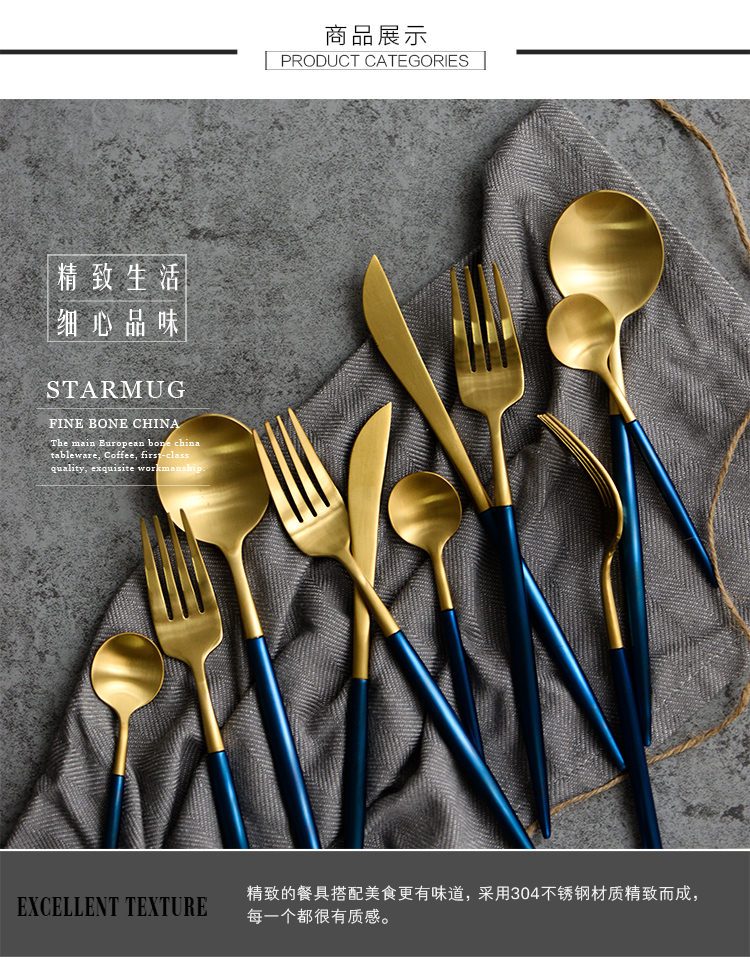 商品展示
PRODUCT CATEGORIES
精致生活
细心品味
STARMUG
FINE BONE CHINA
The main European bone china
tableware, Coffee, first-class
quality, exquisite workmanship.
EXCELLENT TEXTURE
精致的餐具搭配美食更有味道，采用304不锈钢材质精致而成，
每一个都很有质感。